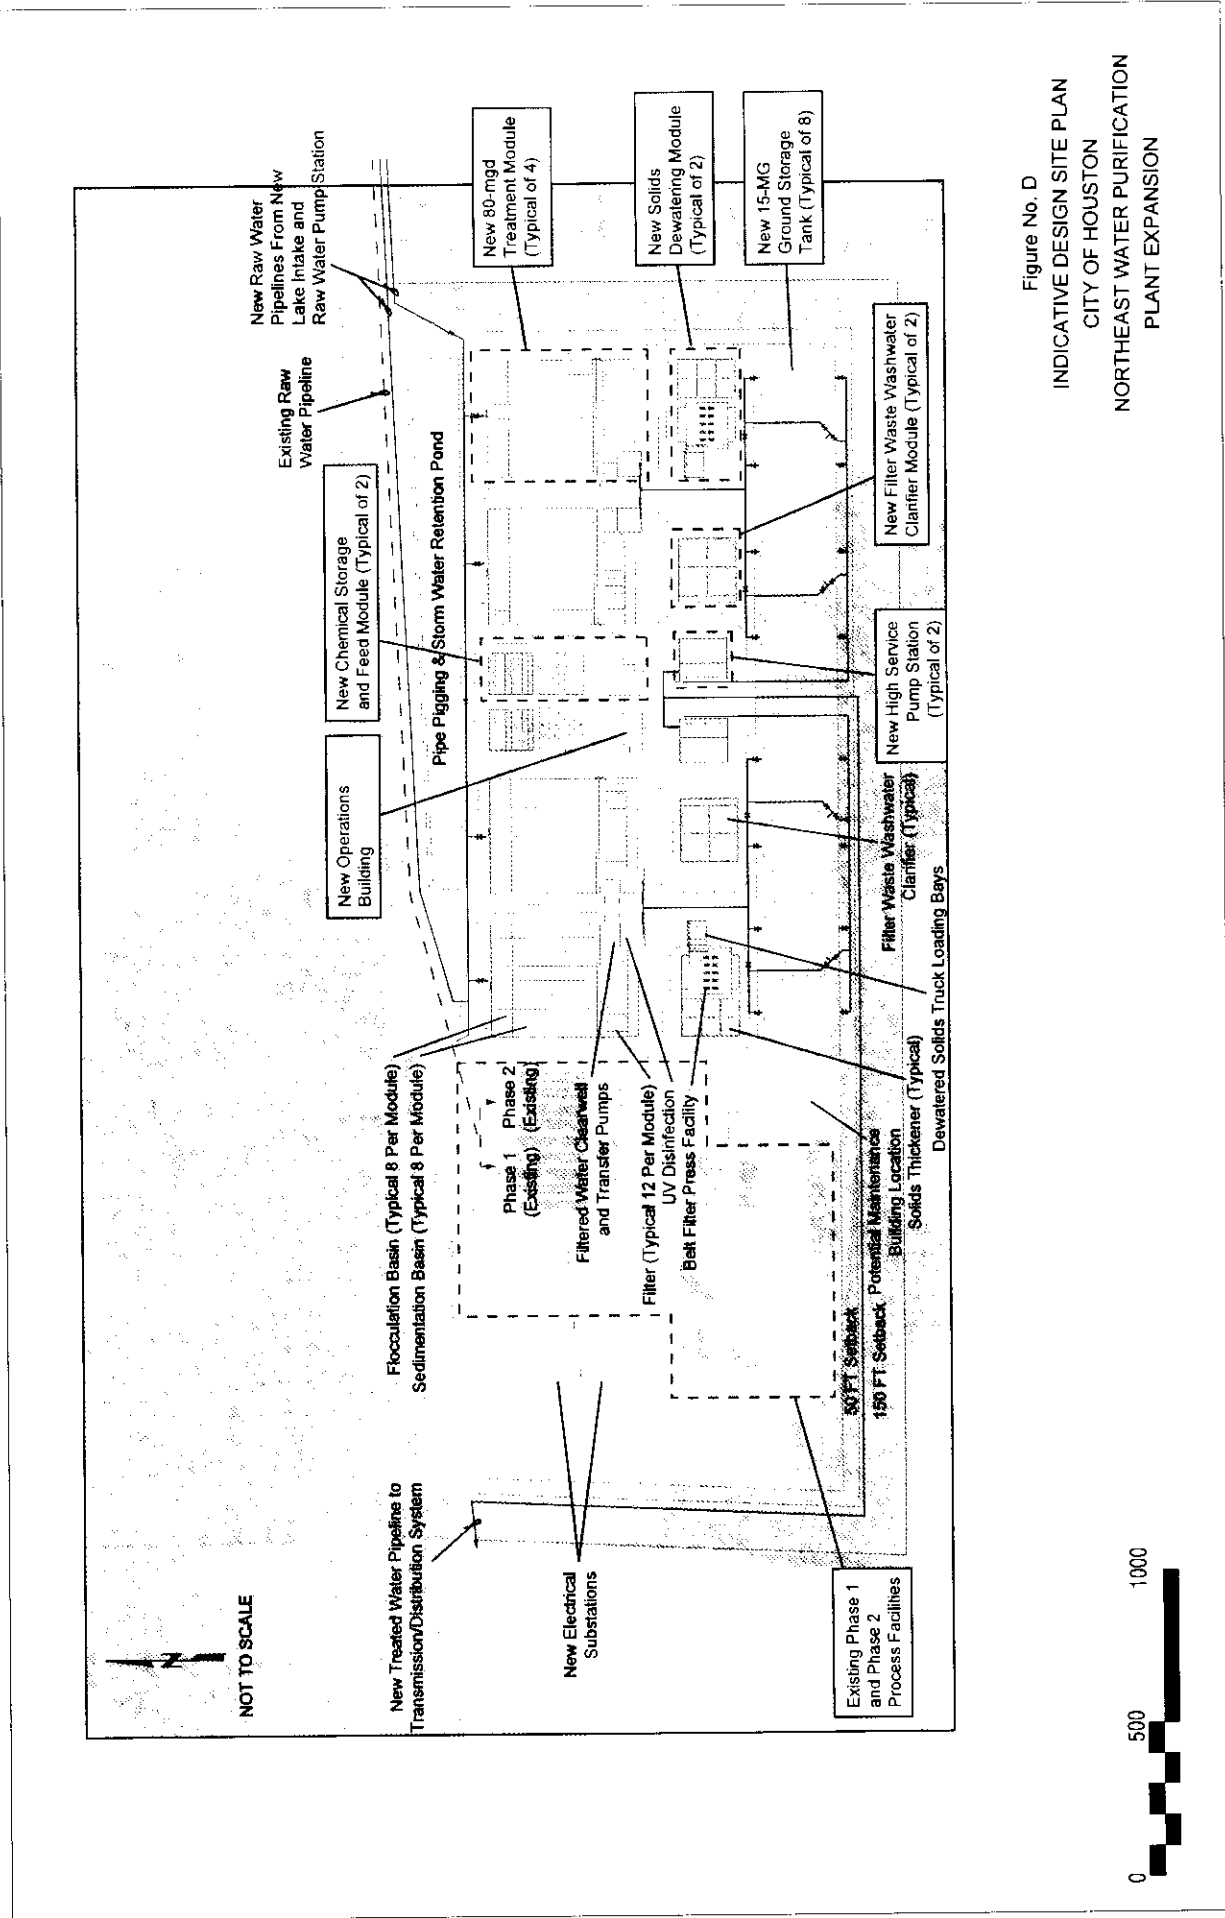 NOT TO SCALE
N
New Treated Water Pipeline to
Transmission/Distribution System
New Electrical
Substations
Existing Phase 1
and Phase 2
Process Facilities
Flocculation Basin (Typical 8 Per Module)
Sedimentation Basin (Typical 8 Per Module)
Phase 1
(Existing)
Phase 2
(Existing)
Filtered Water Clearwell
and Transfer Pumps
Filter (Typical 12 Per Module)
UV Disinfection
Belt Filter Press Facility
50 FT Setback
150 FT Setback
Potential Maintenance
Building Location
Solids Thickener (Typical)
Dewatered Solids Truck Loading Bays
Filter Waste Washwater
Clarifier (Typical)
New Operations
Building
New Chemical Storage
and Feed Module (Typical of 2)
Pipe Pigging & Storm Water Retention Pond
Existing Raw
Water Pipeline
New Raw Water
Pipelines From New
Lake Intake and
Raw Water Pump Station
New 80-mgd
Treatment Module
(Typical of 4)
New Solids
Dewatering Module
(Typical of 2)
New 15-MG
Ground Storage
Tank (Typical of 8)
New Filter Waste Washwater
Clarifier Module (Typical of 2)
New High Service
Pump Station
(Typical of 2)
0
500
1000
Figure No. D
INDICATIVE DESIGN SITE PLAN
CITY OF HOUSTON
NORTHEAST WATER PURIFICATION
PLANT EXPANSION